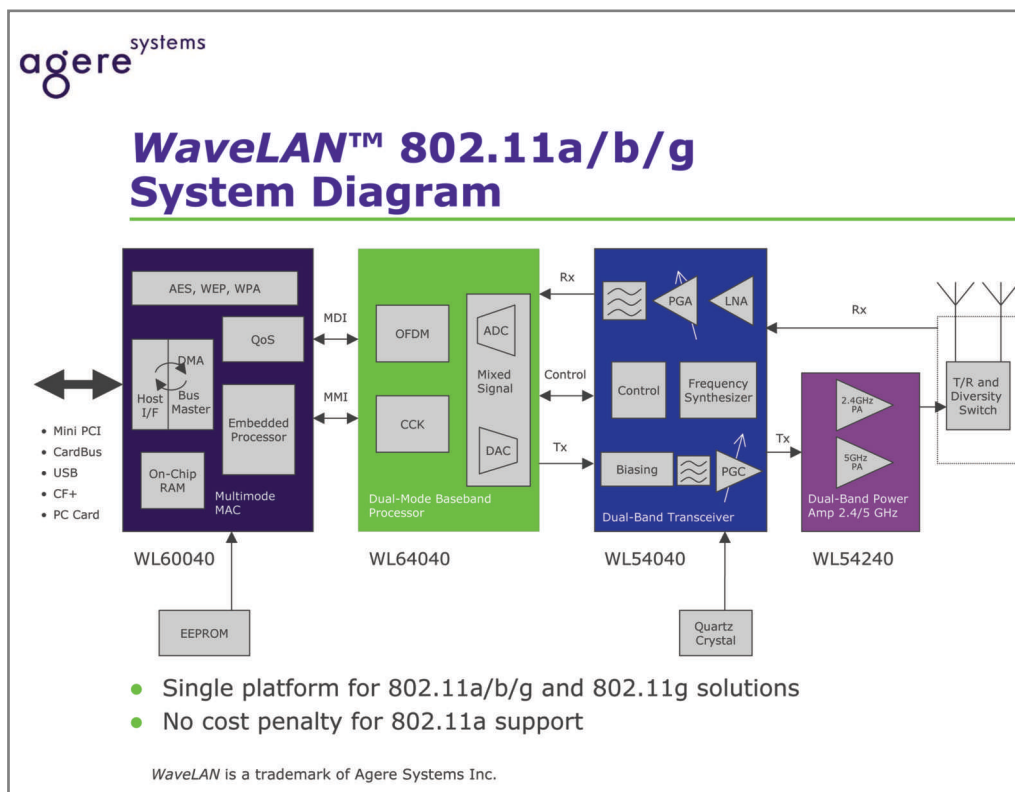 agere systems
WaveLAN™ 802.11a/b/g
System Diagram
AES, WEP, WPA
QoS
DMA
Host
I/F
Bus
Master
Embedded
Processor
On-Chip
RAM
Multimode
MAC
WL60040
• Mini PCI
• CardBus
• USB
• CF+
• PC Card
EEPROM
MDI
MMI
OFDM
CCK
ADC
Mixed
Signal
DAC
Dual-Mode Baseband
Processor
WL64040
Rx
Control
Tx
PGA
LNA
Control
Frequency
Synthesizer
Biasing
PGC
Dual-Band Transceiver
WL54040
Quartz
Crystal
Rx
Tx
2.4GHz
PA
5GHz
PA
Dual-Band Power
Amp 2.4/5 GHz
WL54240
T/R and
Diversity
Switch
• Single platform for 802.11a/b/g and 802.11g solutions
• No cost penalty for 802.11a support
WaveLAN is a trademark of Agere Systems Inc.